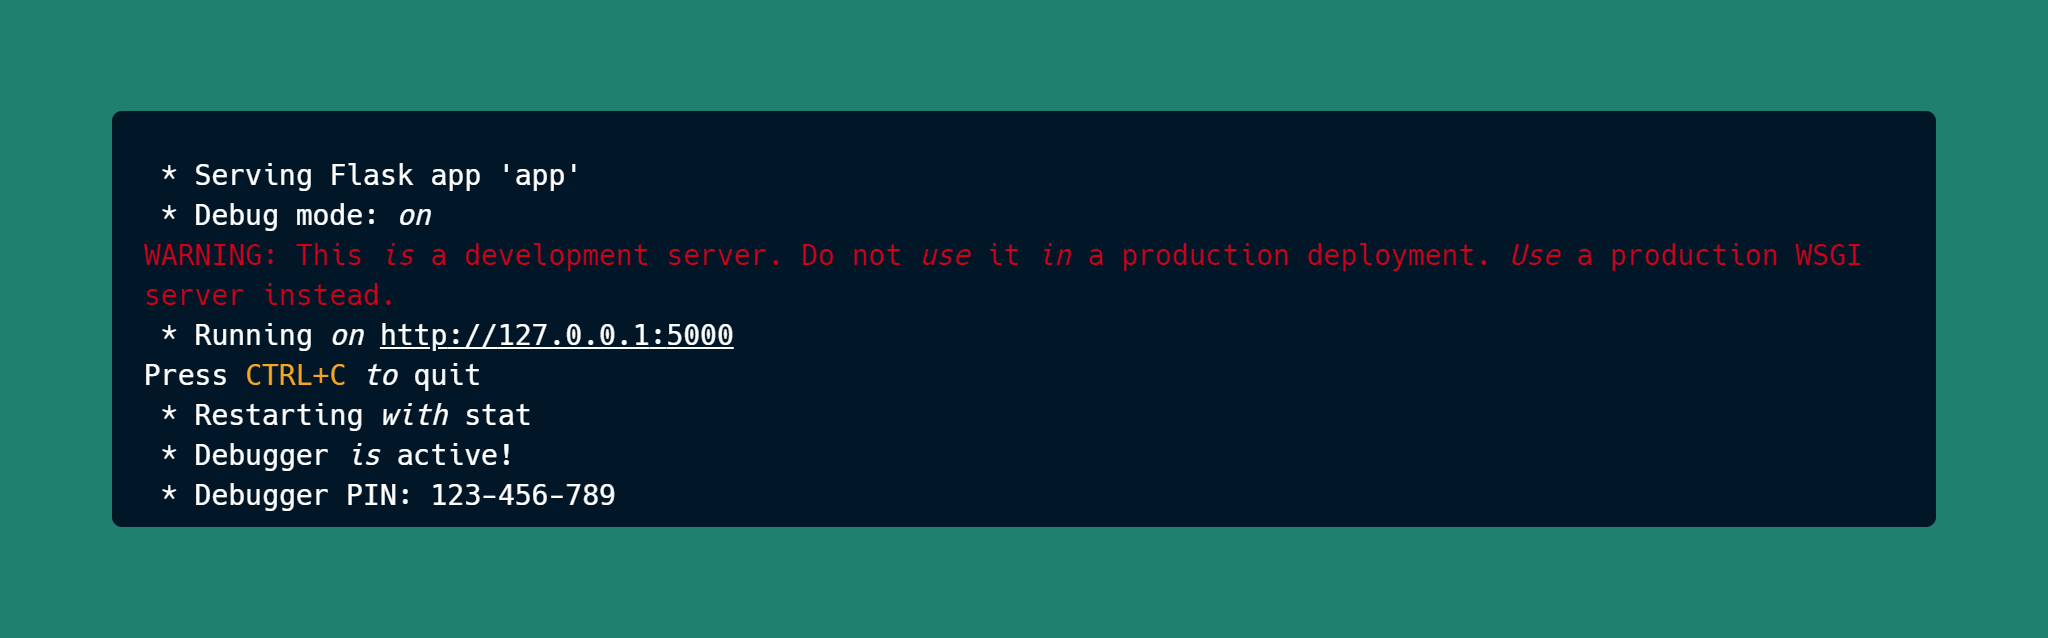 * Serving Flask app 'app'
* Debug mode: on
WARNING: This is a development server. Do not use it in a production deployment. Use a production WSGI
server instead.
* Running on http://127.0.0.1:5000
Press CTRL+C to quit
* Restarting with stat
* Debugger is active!
* Debugger PIN: 123-456-789